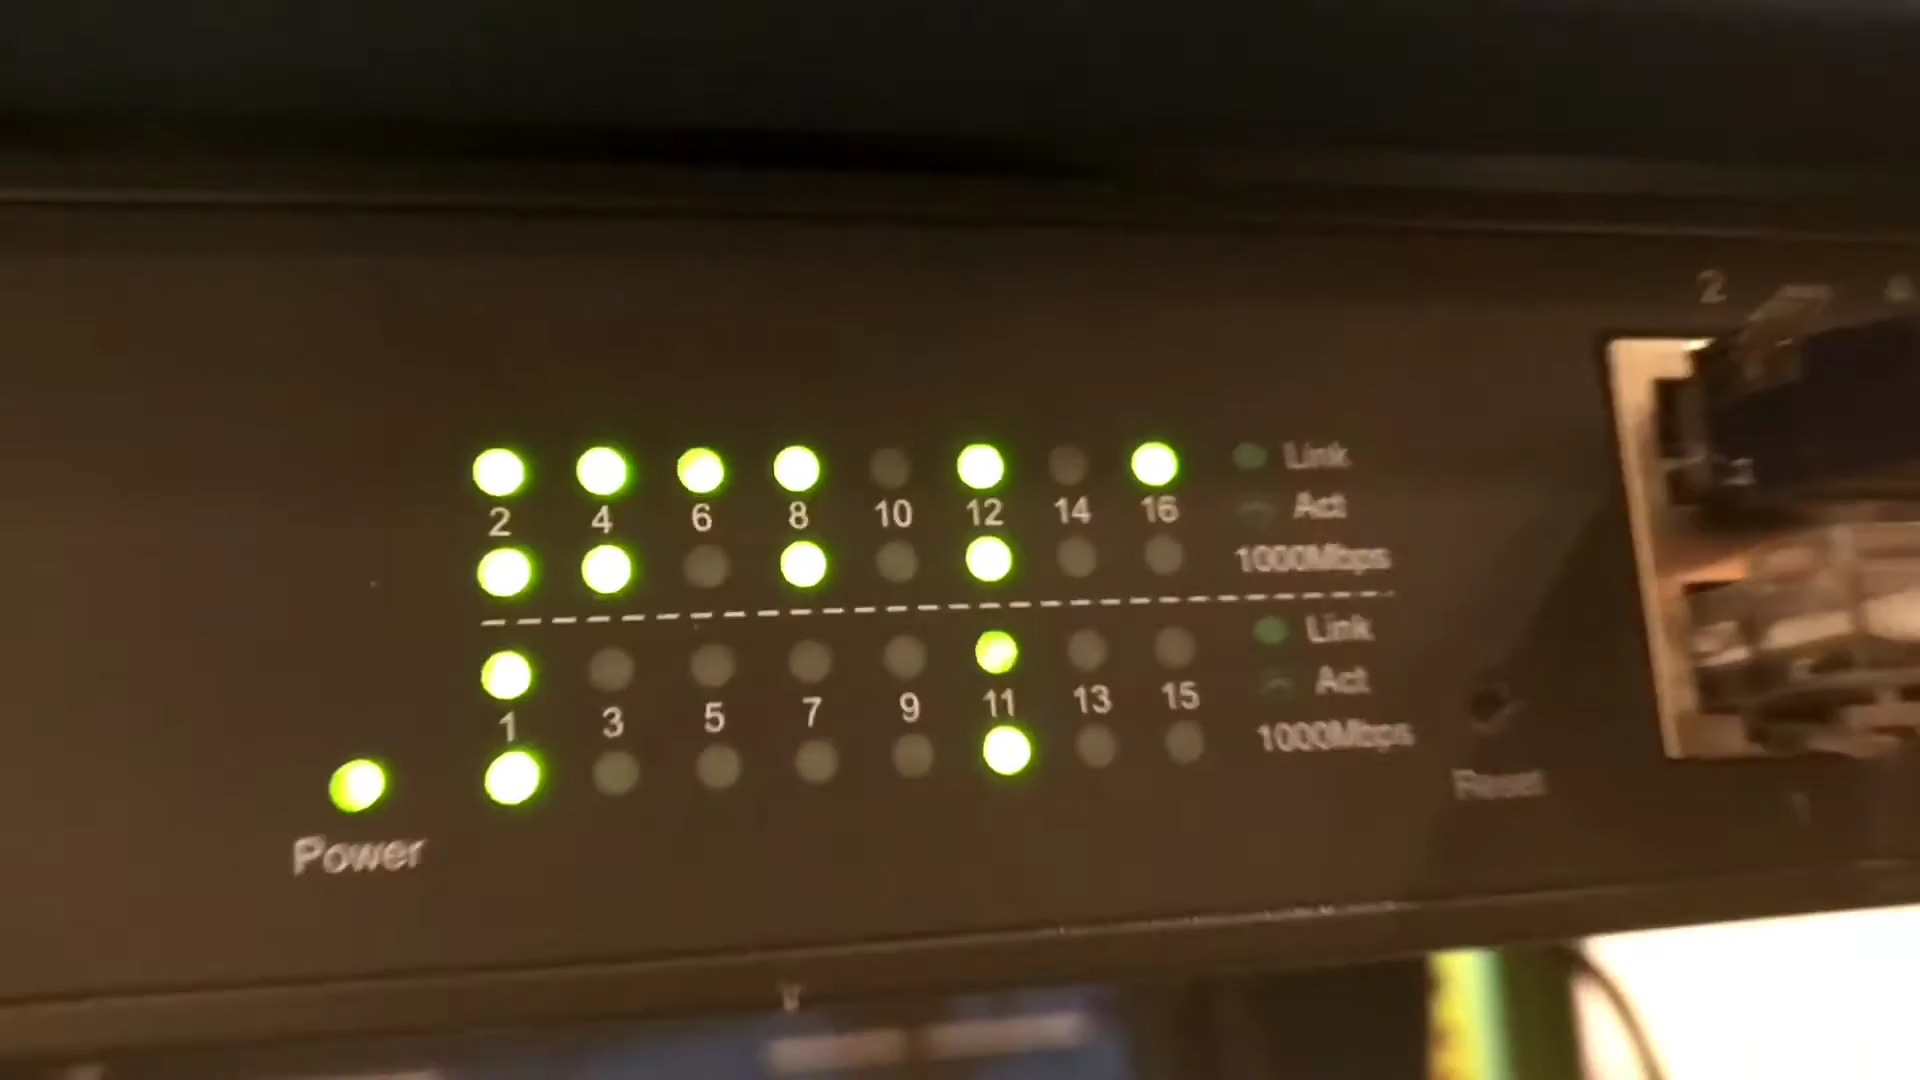 2
2 4 6 8 10 12 14 16
Link
Act
1000Mbps
Link
Act
1 3 5 7 9 11 13 15
1000Mbps
Reset
Power
1